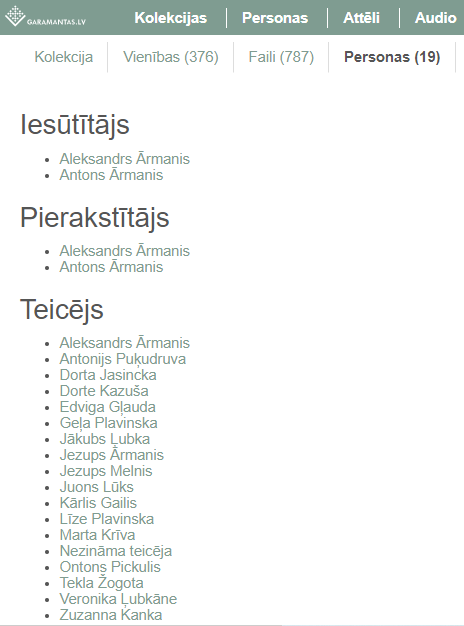 GARAMANTAS.LV Kolekcijas Personas Attēli Audio
Kolekcija Vienības (376) Faili (787) Personas (19)
Iesūtītājs
Aleksandrs Ārmanis
Antons Ārmanis
Pierakstītājs
Aleksandrs Ārmanis
Antons Ārmanis
Teicējs
Aleksandrs Ārmanis
Antonijs Puķudruva
Dorta Jasincka
Dorte Kazuša
Edviga Gļauda
Geļa Plavinska
Jākubs Ļubka
Jezups Ārmanis
Jezups Melnis
Juons Lūks
Kārlis Gailis
Līze Plavinska
Marta Krīva
Nezināma teicēja
Ontons Pickulis
Tekla Žogota
Veronika Ļubkāne
Zuzanna Kanka